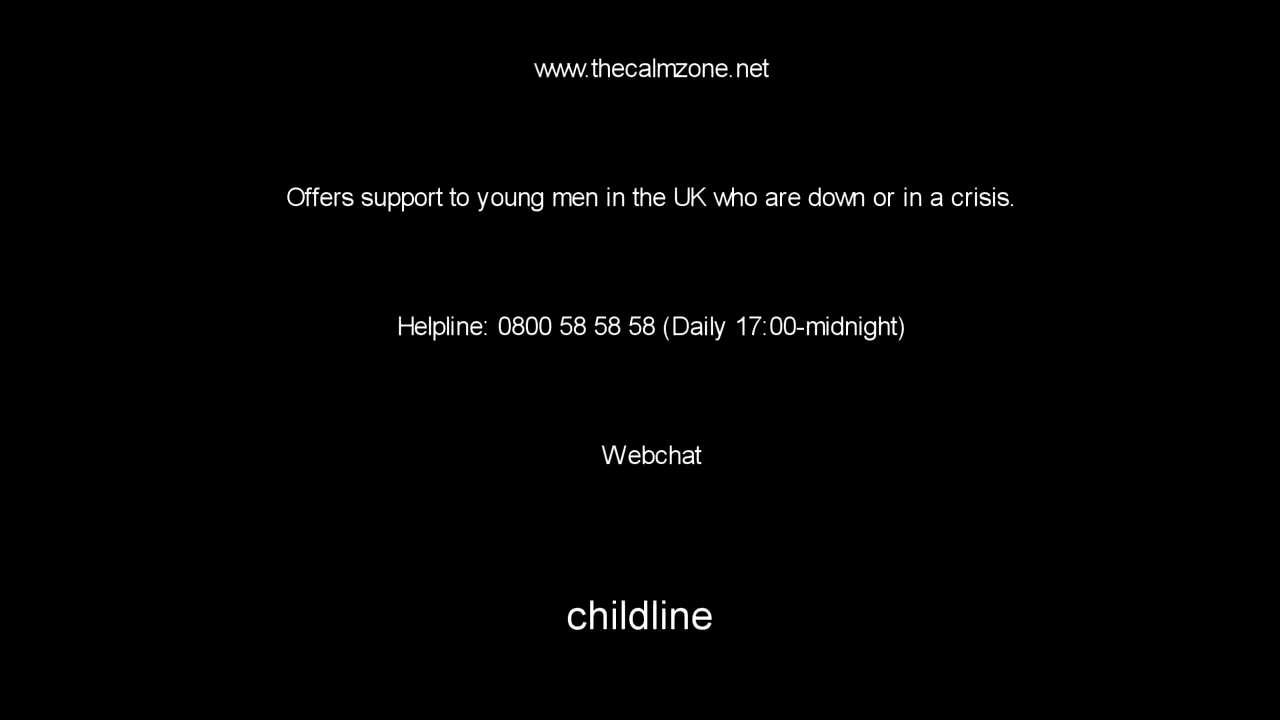 www.thecalmzone.net
Offers support to young men in the UK who are down or in a crisis.
Helpline: 0800 58 58 58 (Daily 17:00-midnight)
Webchat
childline